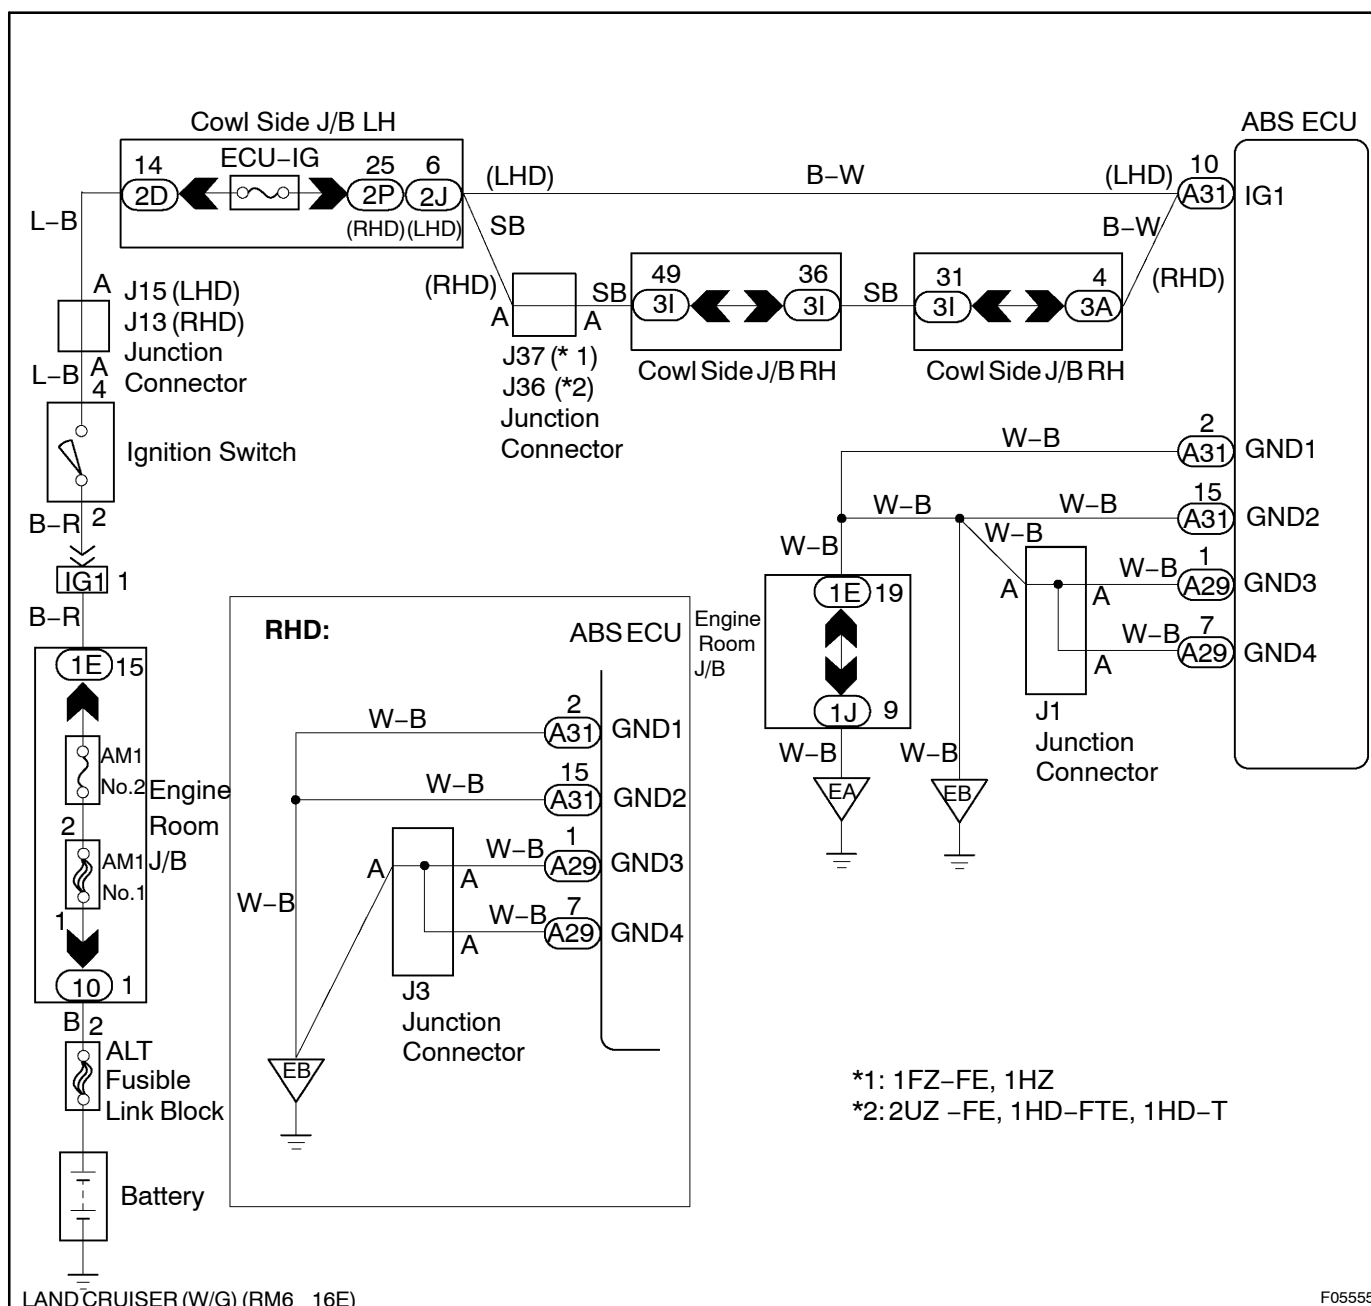 Cowl Side J/B LH
ABS ECU
14
ECU–IG
25
6
2D
2P
2J
(RHD)
(LHD)
(LHD)
B–W
(LHD)
10
A31
IG1
L–B
SB
B–W
(RHD)
(RHD)
A
J15 (LHD)
J13 (RHD)
Junction
Connector
A
A
SB
49
3I
36
3I
SB
31
3I
4
3A
Cowl Side J/B RH
Cowl Side J/B RH
J37 (* 1)
J36 (*2)
Junction
Connector
L–B
A
4
Ignition Switch
B–R
2
IG1
1
B–R
W–B
2
A31
GND1
W–B
W–B
15
A31
GND2
W–B
W–B
1E
19
Engine
Room
J/B
1J
9
A
A
W–B
1
A29
GND3
W–B
7
A29
GND4
A
J1
Junction
Connector
W–B
W–B
EA
EB
1E
15
AM1
No.2
2
AM1
No.1
1
Engine
Room
J/B
10
1
B
2
ALT
Fusible
Link Block
Battery
RHD:
ABS ECU
W–B
2
A31
GND1
W–B
15
A31
GND2
A
W–B
1
A29
GND3
A
W–B
W–B
7
A29
GND4
A
J3
Junction
Connector
EB
*1: 1FZ–FE, 1HZ
*2: 2UZ –FE, 1HD–FTE, 1HD–T
LAND CRUISER (W/G) (RM6 16E)
F05555